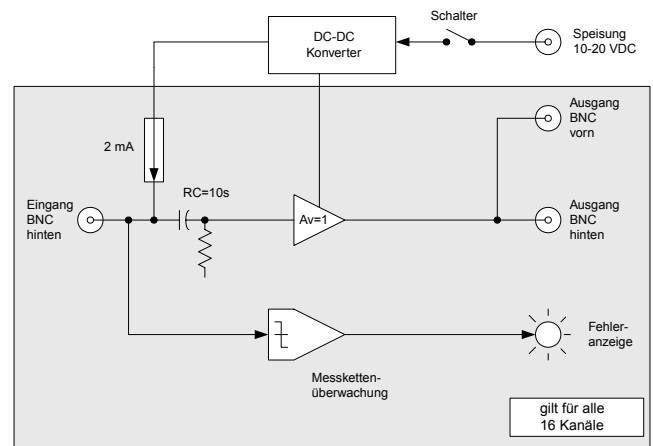 Schalter
DC-DC
Konverter
Speisung
10-20 VDC
Ausgang
BNC
vorn
2 mA
RC=10s
Eingang
BNC
hinten
Av=1
Ausgang
BNC
hinten
Fehler-
anzeige
Messketten-
überwachung
gilt für alle
16 Kanäle